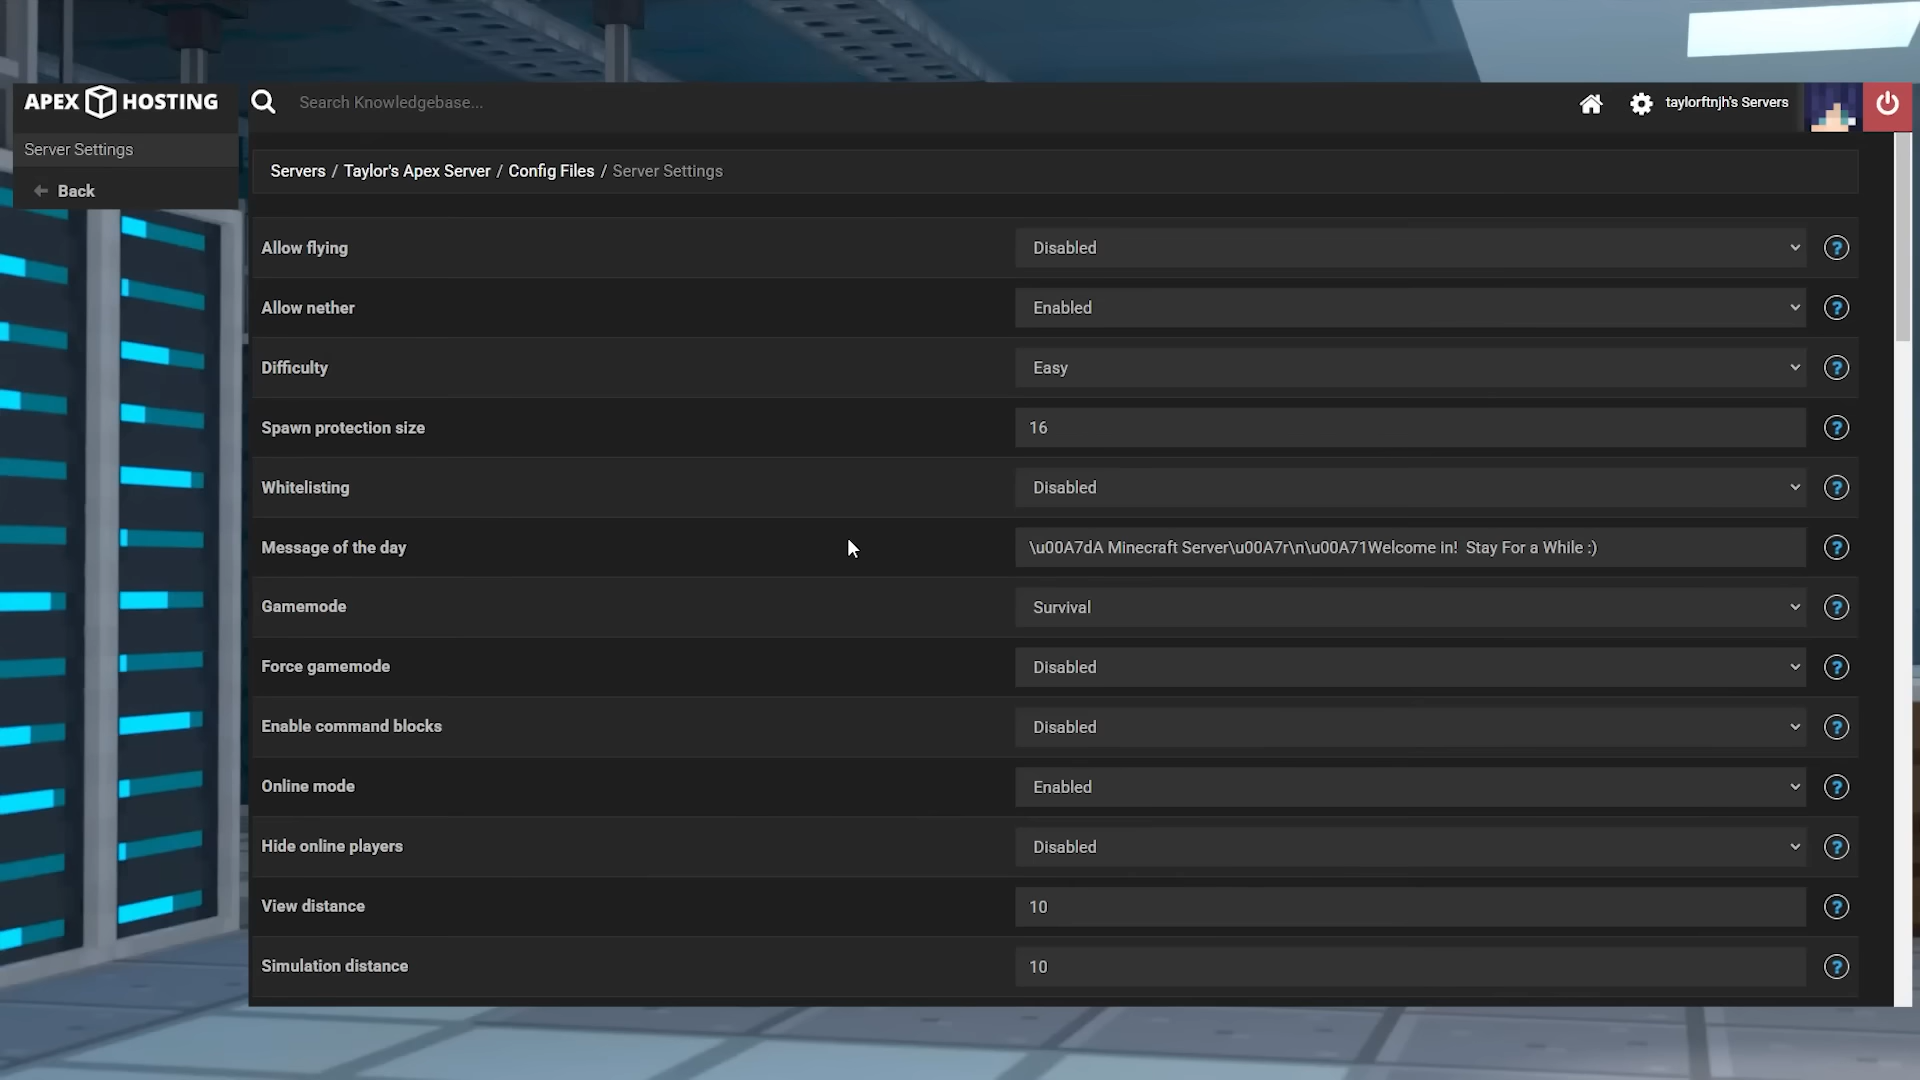 APEX HOSTING
Search Knowledgebase...
taylorftnjh's Servers
Server Settings
Back
Servers / Taylor's Apex Server / Config Files / Server Settings
Allow flying Disabled ?
Allow nether Enabled ?
Difficulty Easy ?
Spawn protection size 16 ?
Whitelisting Disabled ?
Message of the day \u00A7dA Minecraft Server\u00A7r\n\u00A71Welcome in!  Stay For a While :) ?
Gamemode Survival ?
Force gamemode Disabled ?
Enable command blocks Disabled ?
Online mode Enabled ?
Hide online players Disabled ?
View distance 10 ?
Simulation distance 10 ?